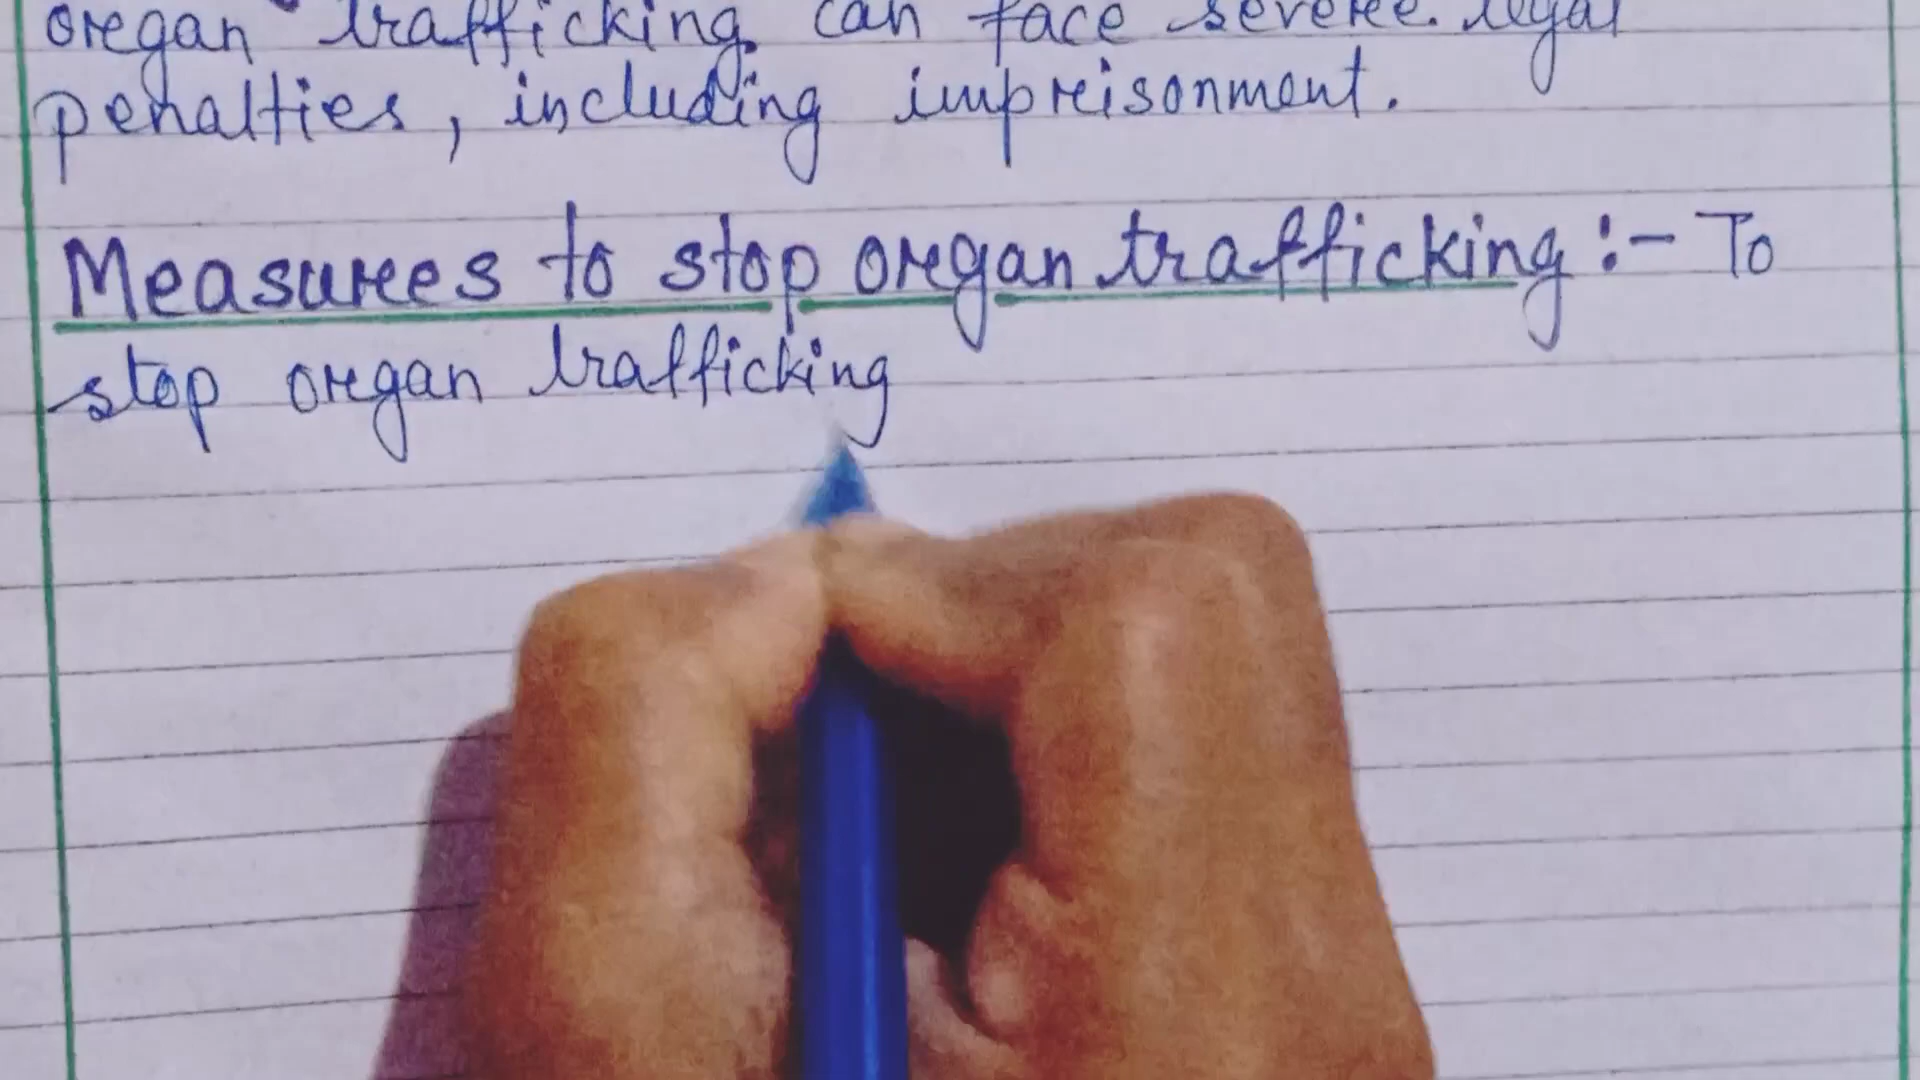 organ trafficking can face severe legal
penalties, including imprisonment.
Measures to stop organ trafficking :- To
stop organ trafficking